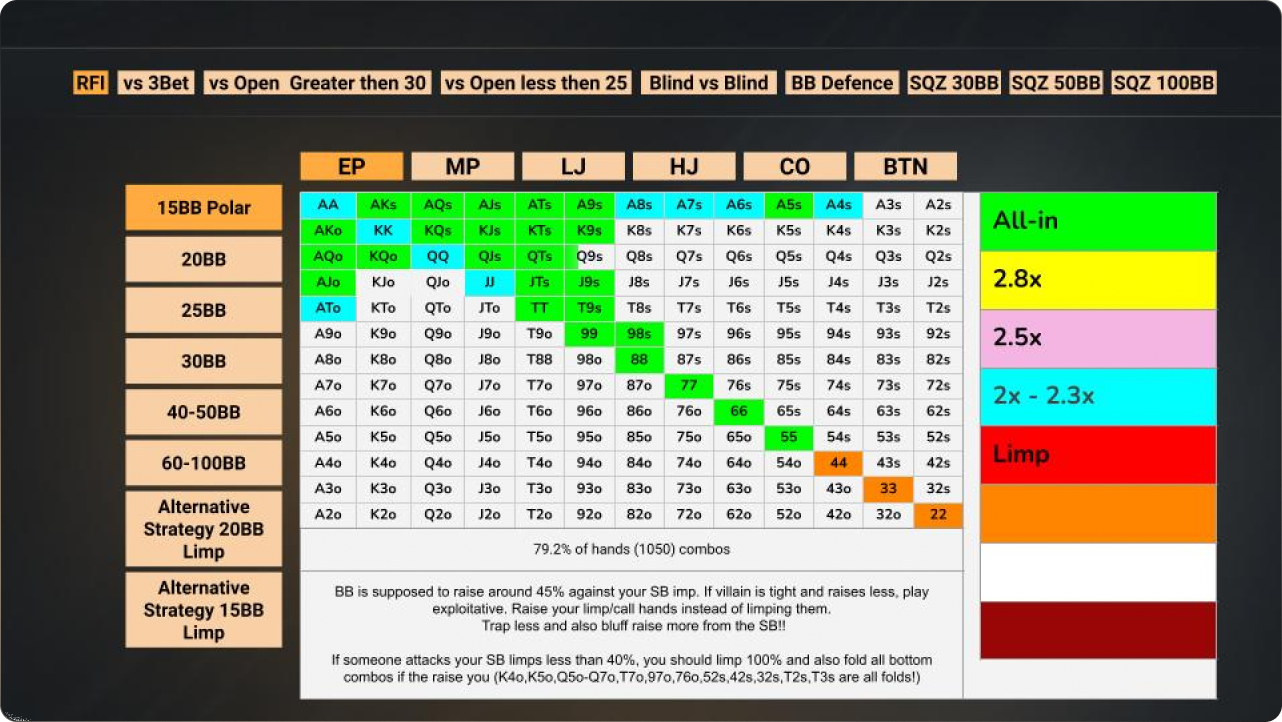 RFI vs 3Bet vs Open Greater then 30 vs Open less then 25 Blind vs Blind BB Defence SQZ 30BB SQZ 50BB SQZ 100BB
EP MP LJ HJ CO BTN
15BB Polar
20BB
25BB
30BB
40-50BB
60-100BB
Alternative
Strategy 20BB
Limp
Alternative
Strategy 15BB
Limp
AA AKs AQs AJs ATs A9s A8s A7s A6s A5s A4s A3s A2s
AKo KK KQs KJs KTs K9s K8s K7s K6s K5s K4s K3s K2s
AQo KQo QQ QJs QTs Q9s Q8s Q7s Q6s Q5s Q4s Q3s Q2s
AJo KJo QJo JJ JTs J9s J8s J7s J6s J5s J4s J3s J2s
ATo KTo QTo JTo TT T9s T8s T7s T6s T5s T4s T3s T2s
A9o K9o Q9o J9o T9o 99 98s 97s 96s 95s 94s 93s 92s
A8o K8o Q8o J8o T88 98o 88 87s 86s 85s 84s 83s 82s
A7o K7o Q7o J7o T7o 97o 87o 77 76s 75s 74s 73s 72s
A6o K6o Q6o J6o T6o 96o 86o 76o 66 65s 64s 63s 62s
A5o K5o Q5o J5o T5o 95o 85o 75o 65o 55 54s 53s 52s
A4o K4o Q4o J4o T4o 94o 84o 74o 64o 54o 44 43s 42s
A3o K3o Q3o J3o T3o 93o 83o 73o 63o 53o 43o 33 32s
A2o K2o Q2o J2o T2o 92o 82o 72o 62o 52o 42o 32o 22
79.2% of hands (1050) combos
BB is supposed to raise around 45% against your SB imp. If villain is tight and raises less, play
exploitative. Raise your limp/call hands instead of limping them.
Trap less and also bluff raise more from the SB!!
If someone attacks your SB limps less than 40%, you should limp 100% and also fold all bottom
combos if the raise you (K4o,K5o,Q5o-Q7o,T7o,97o,76o,52s,42s,32s,T2s,T3s are all folds!)
All-in
2.8x
2.5x
2x - 2.3x
Limp